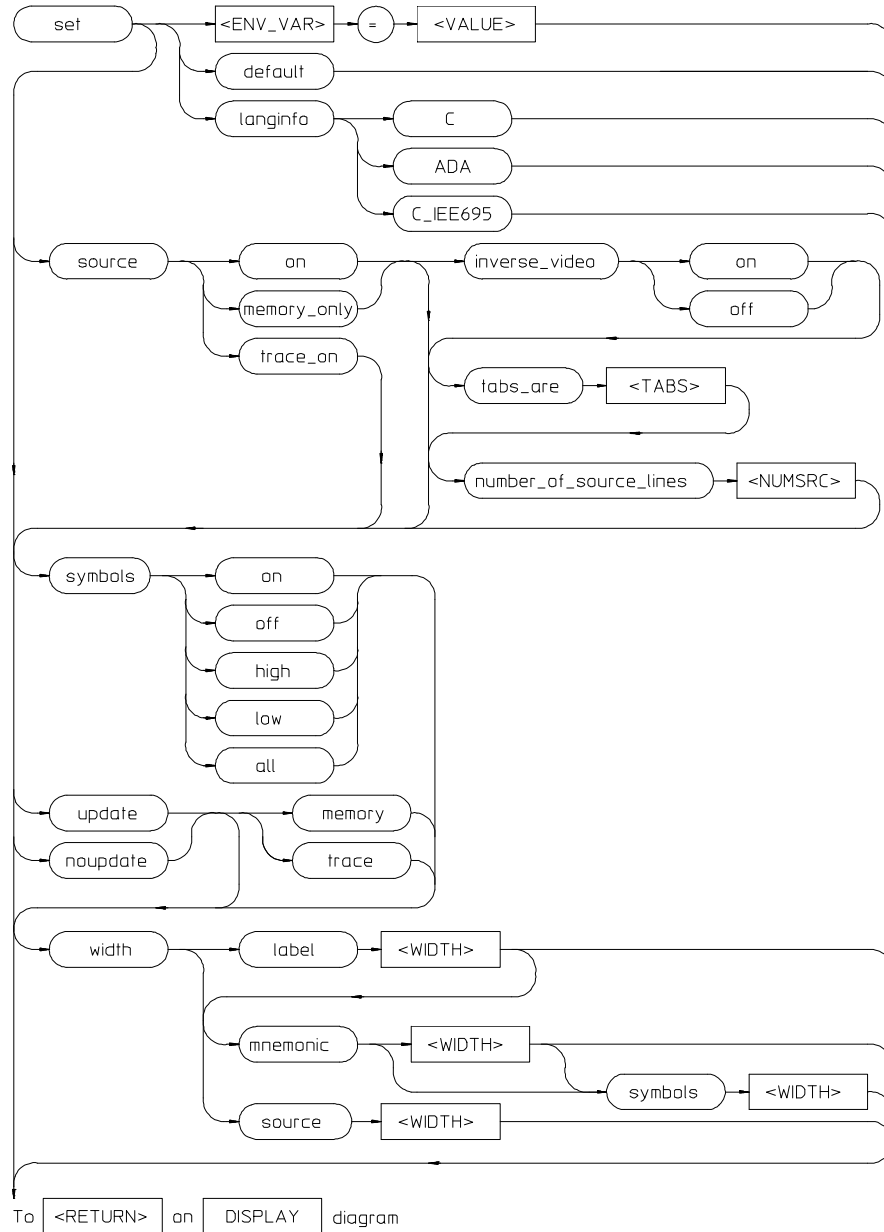 set <ENV_VAR> = <VALUE>
default
langinfo C
ADA
C_IEE695
source on inverse_video on
memory_only off
trace_on
tabs_are <TABS>
number_of_source_lines <NUMSRC>
symbols on
off
high
low
all
update memory
noupdate trace
width label <WIDTH>
mnemonic <WIDTH>
symbols <WIDTH>
source <WIDTH>
To <RETURN> on DISPLAY diagram